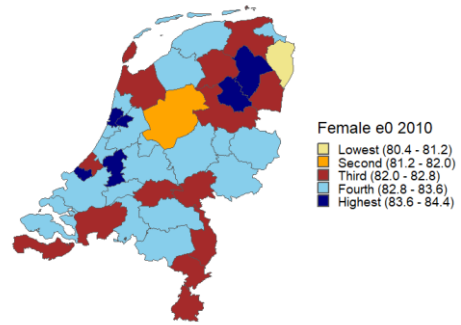 Female e0 2010
Lowest (80.4 - 81.2)
Second (81.2 - 82.0)
Third (82.0 - 82.8)
Fourth (82.8 - 83.6)
Highest (83.6 - 84.4)